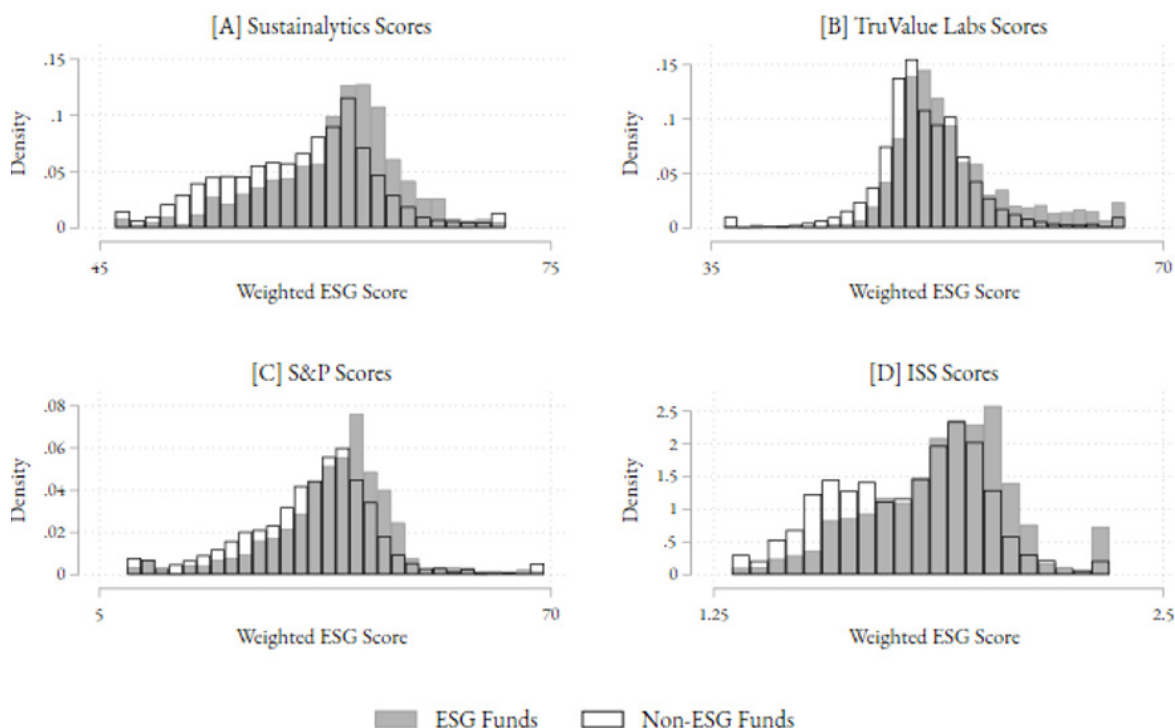 [A] Sustainalytics Scores
.15
.1
.05
0
Density
45
75
Weighted ESG Score
[B] TruValue Labs Scores
.15
.1
.05
0
Density
35
70
Weighted ESG Score
[C] S&P Scores
.08
.06
.04
.02
0
Density
5
70
Weighted ESG Score
[D] ISS Scores
2.5
2
1.5
1
.5
0
Density
1.25
2.5
Weighted ESG Score
ESG Funds
Non-ESG Funds